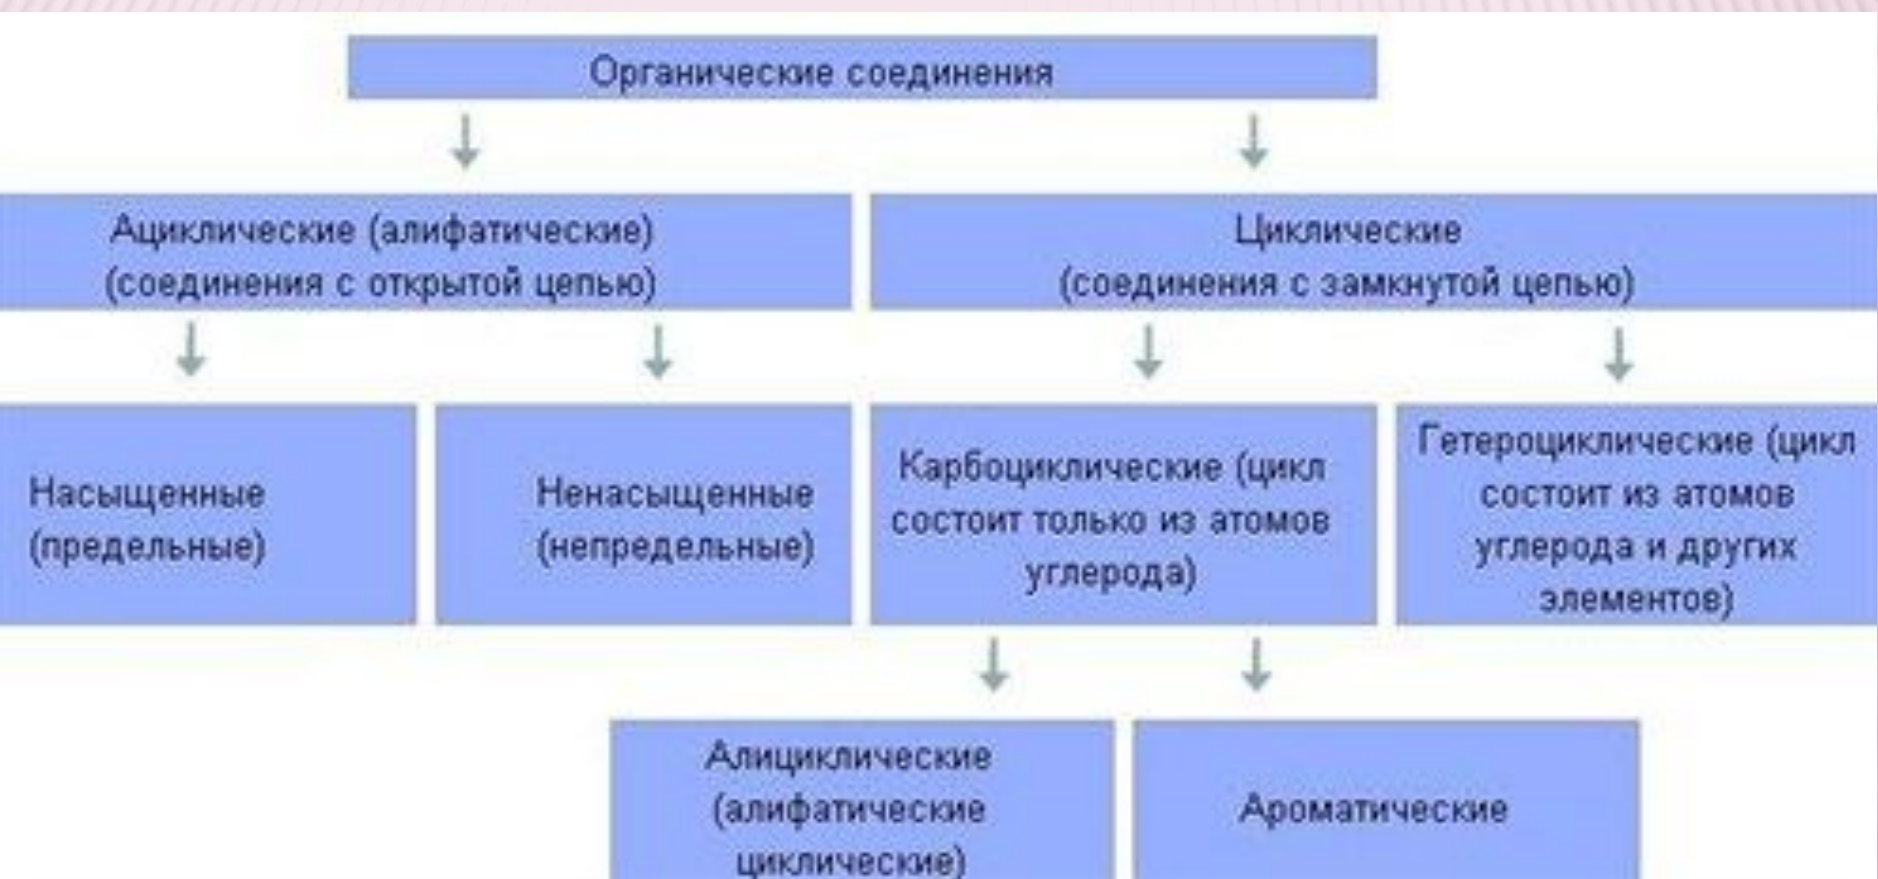 Органические соединения
Ациклические (алифатические)
(соединения с открытой цепью)
Циклические
(соединения с замкнутой цепью)
Насыщенные
(предельные)
Ненасыщенные
(непредельные)
Карбоциклические (цикл
состоит только из атомов
углерода)
Гетероциклические (цикл
состоит из атомов
углерода и других
элементов)
Алициклические
(алифатические
циклические)
Ароматические